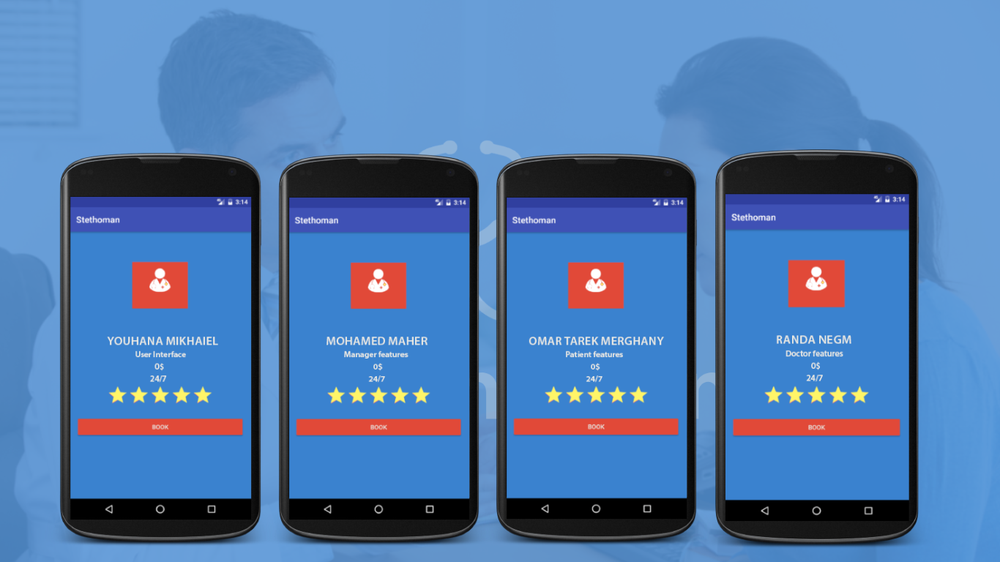 3:14
Stethoman
YOUHANA MIKHAIEL
User Interface
0$
24/7
BOOK
3:14
Stethoman
MOHAMED MAHER
Manager features
0$
24/7
BOOK
3:14
Stethoman
OMAR TAREK MERGHANY
Patient features
0$
24/7
BOOK
3:14
Stethoman
RANDA NEGM
Doctor features
0$
24/7
BOOK